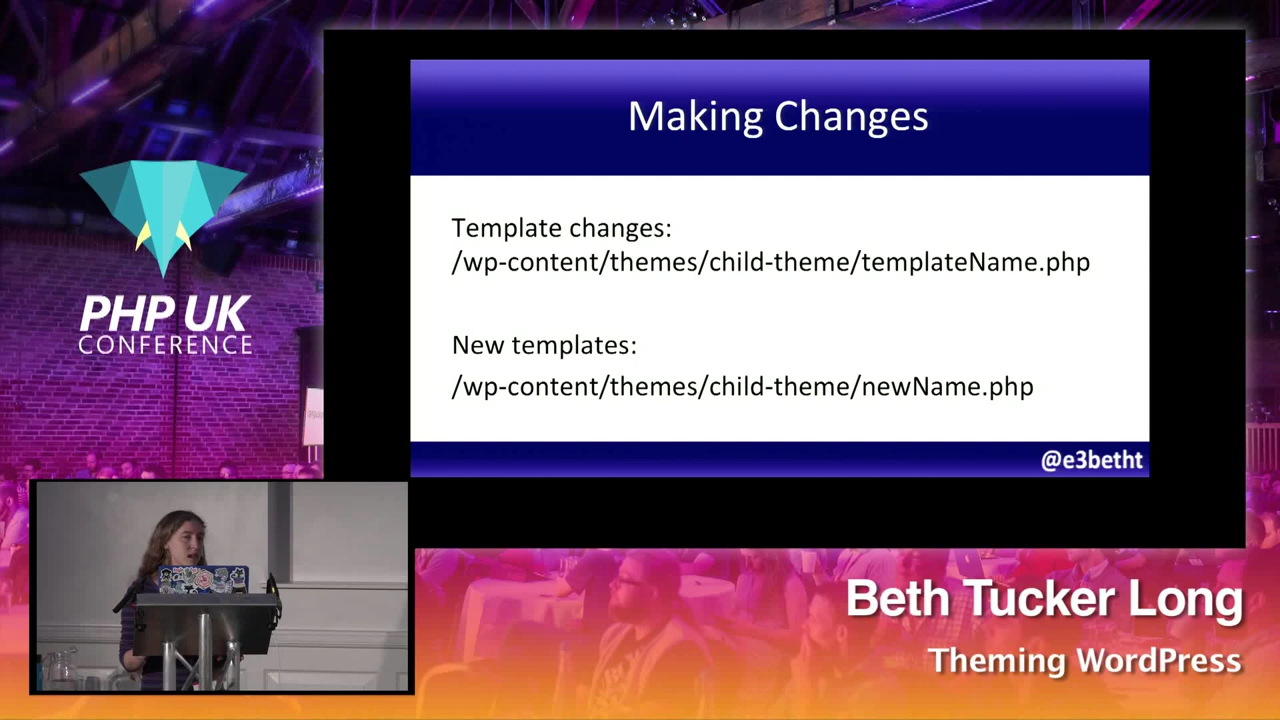 Making Changes
Template changes:
/wp-content/themes/child-theme/templateName.php
New templates:
/wp-content/themes/child-theme/newName.php
@e3betht
PHP UK
CONFERENCE
Beth Tucker Long
Theming WordPress